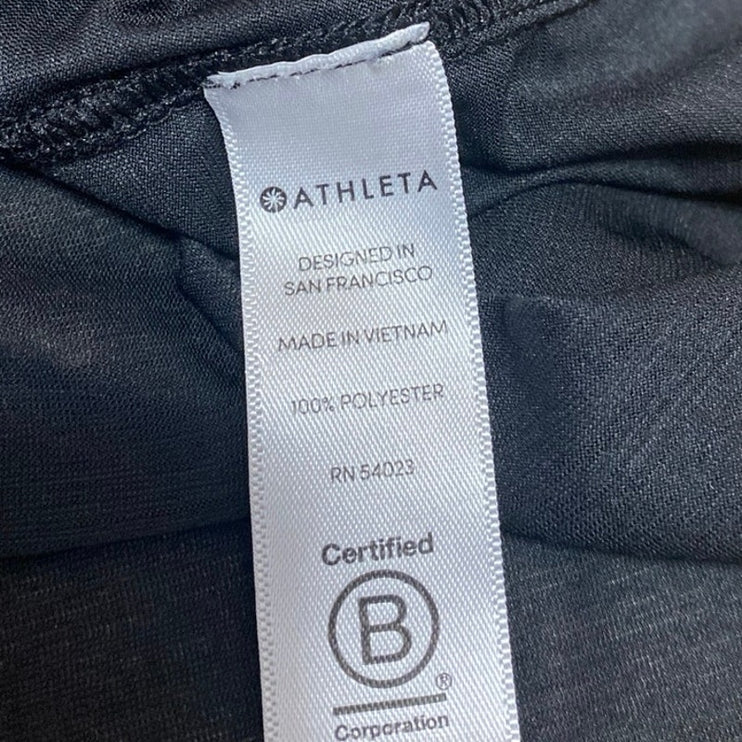 ATHLETA
DESIGNED IN
SAN FRANCISCO
MADE IN VIETNAM
100% POLYESTER
RN 54023
Certified
B
®
Corporation